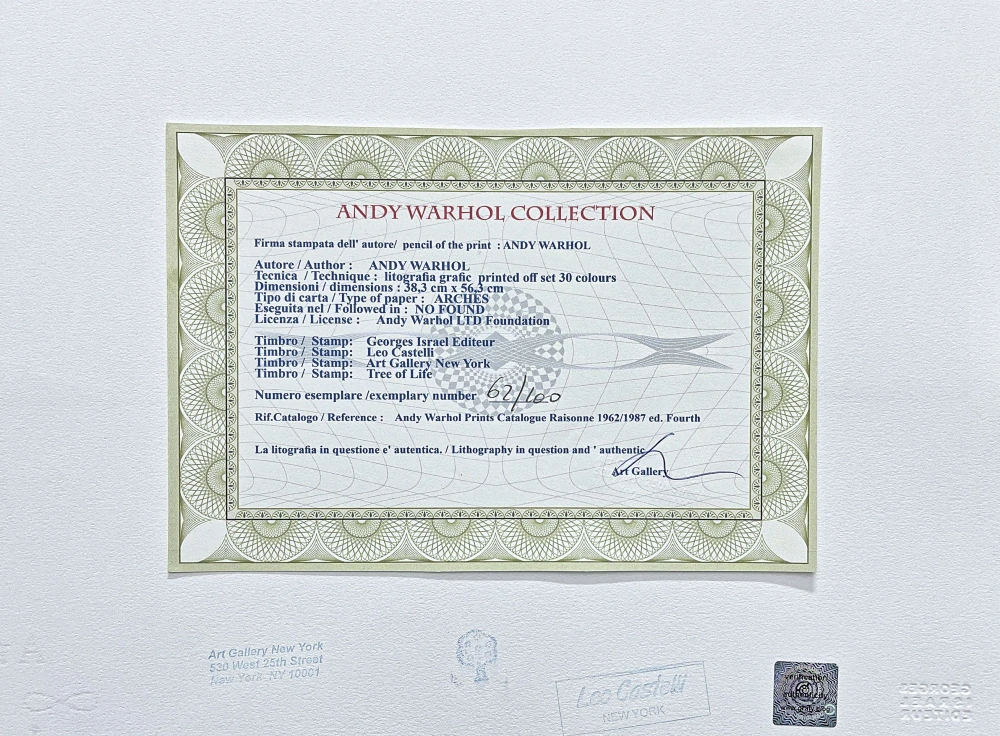 ANDY WARHOL COLLECTION
Firma stampata dell' autore/ pencil of the print : ANDY WARHOL
Autore / Author : ANDY WARHOL
Tecnica / Technique : litografia grafic printed off set 30 colours
Dimensioni / dimensions : 38,3 cm x 56,3 cm
Tipo di carta / Type of paper : ARCHES
Eseguita nel / Followed in : NO FOUND
Licenza / License : Andy Warhol LTD Foundation
Timbro / Stamp: Georges Israel Editeur
Timbro / Stamp: Leo Castelli
Timbro / Stamp: Art Gallery New York
Timbro / Stamp: Tree of Life
Numero esemplare /exemplary number 62/100
Rif.Catalogo / Reference : Andy Warhol Prints Catalogue Raisonne 1962/1987 ed. Fourth
La litografia in questione e' autentica. / Lithography in question and ' authentic
Art Gallery
Art Gallery New York
530 West 25th Street
New York, NY 10001
Leo Castelli
NEW YORK
verification
authenticity
GEORGES
ISRAEL
EDITEUR